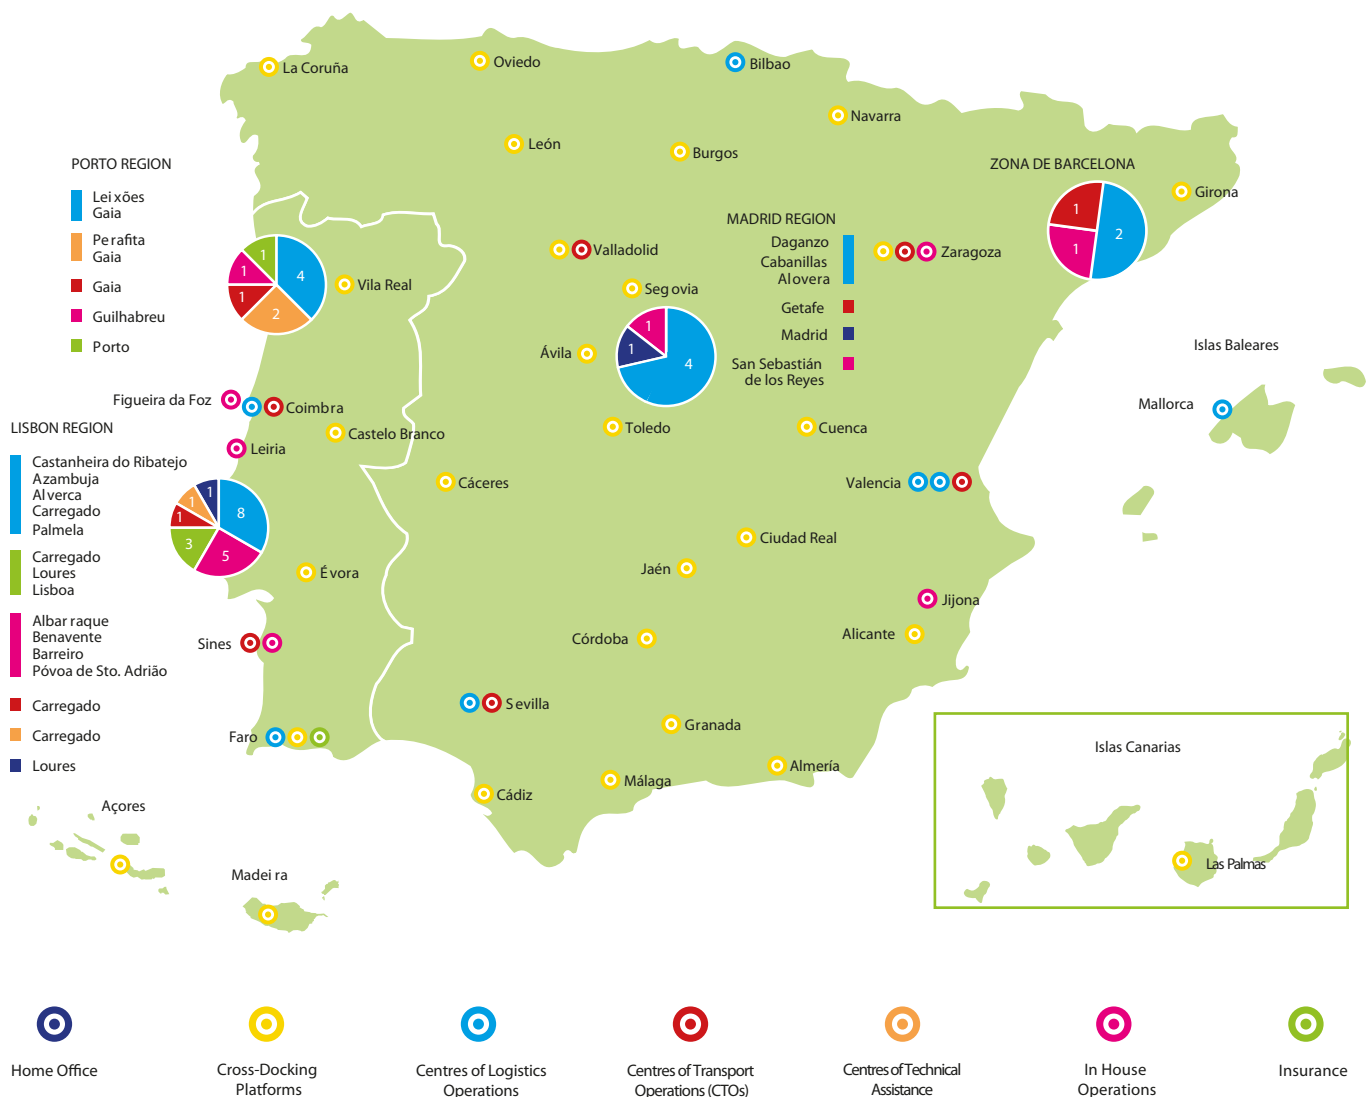 La Coruña
Oviedo
Bilbao
Navarra
León
Burgos
PORTO REGION
Leixões
Gaia
Perafita
Gaia
Gaia
Guilhabreu
Porto
1
4
1
1
2
Vila Real
ZONA DE BARCELONA
1
2
1
Girona
MADRID REGION
Daganzo
Cabanillas
Alovera
Getafe
Madrid
San Sebastián
de los Reyes
Valladolid
Zaragoza
Segovia
Ávila
1
1
4
Islas Baleares
Mallorca
Figueira da Foz
Coimbra
Castelo Branco
Leiria
Toledo
Cuenca
Cáceres
Valencia
LISBON REGION
Castanheira do Ribatejo
Azambuja
Alverca
Carregado
Palmela
Carregado
Loures
Lisboa
Albarraque
Benavente
Barreiro
Póvoa de Sto. Adrião
Carregado
Carregado
Loures
1
1
8
1
3
5
Ciudad Real
Jaén
Évora
Jijona
Alicante
Córdoba
Sines
Sevilla
Granada
Faro
Almería
Málaga
Cádiz
Islas Canarias
Las Palmas
Açores
Madeira
Home Office
Cross-Docking
Platforms
Centres of Logistics
Operations
Centres of Transport
Operations (CTOs)
Centres of Technical
Assistance
In House
Operations
Insurance